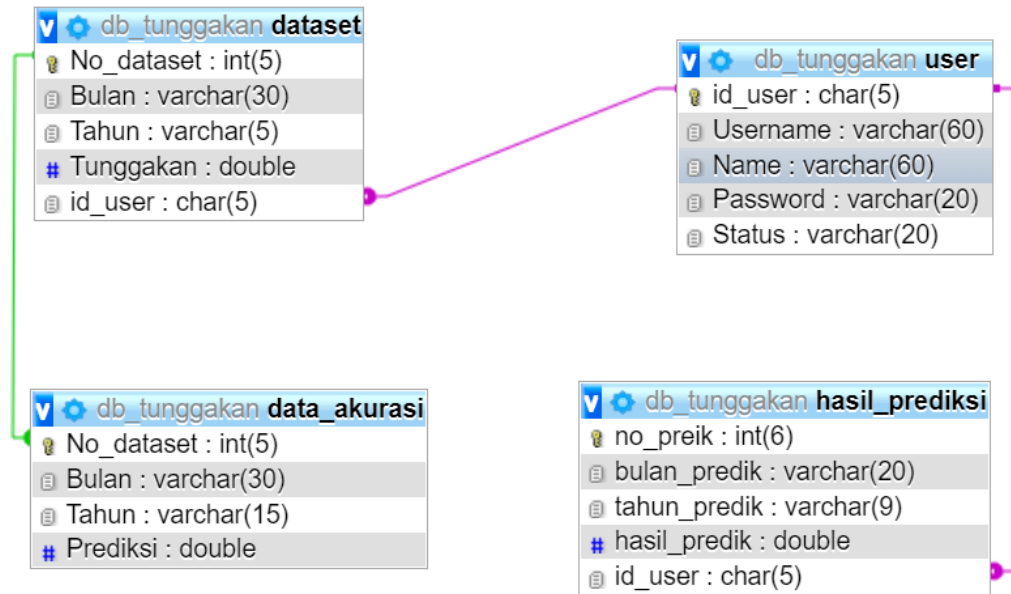 db_tunggakan dataset
No_dataset : int(5)
Bulan : varchar(30)
Tahun : varchar(5)
# Tunggakan : double
id_user : char(5)
db_tunggakan user
id_user : char(5)
Username : varchar(60)
Name : varchar(60)
Password : varchar(20)
Status : varchar(20)
db_tunggakan data_akurasi
No_dataset : int(5)
Bulan : varchar(30)
Tahun : varchar(15)
# Prediksi : double
db_tunggakan hasil_prediksi
no_preik : int(6)
bulan_predik : varchar(20)
tahun_predik : varchar(9)
# hasil_predik : double
id_user : char(5)